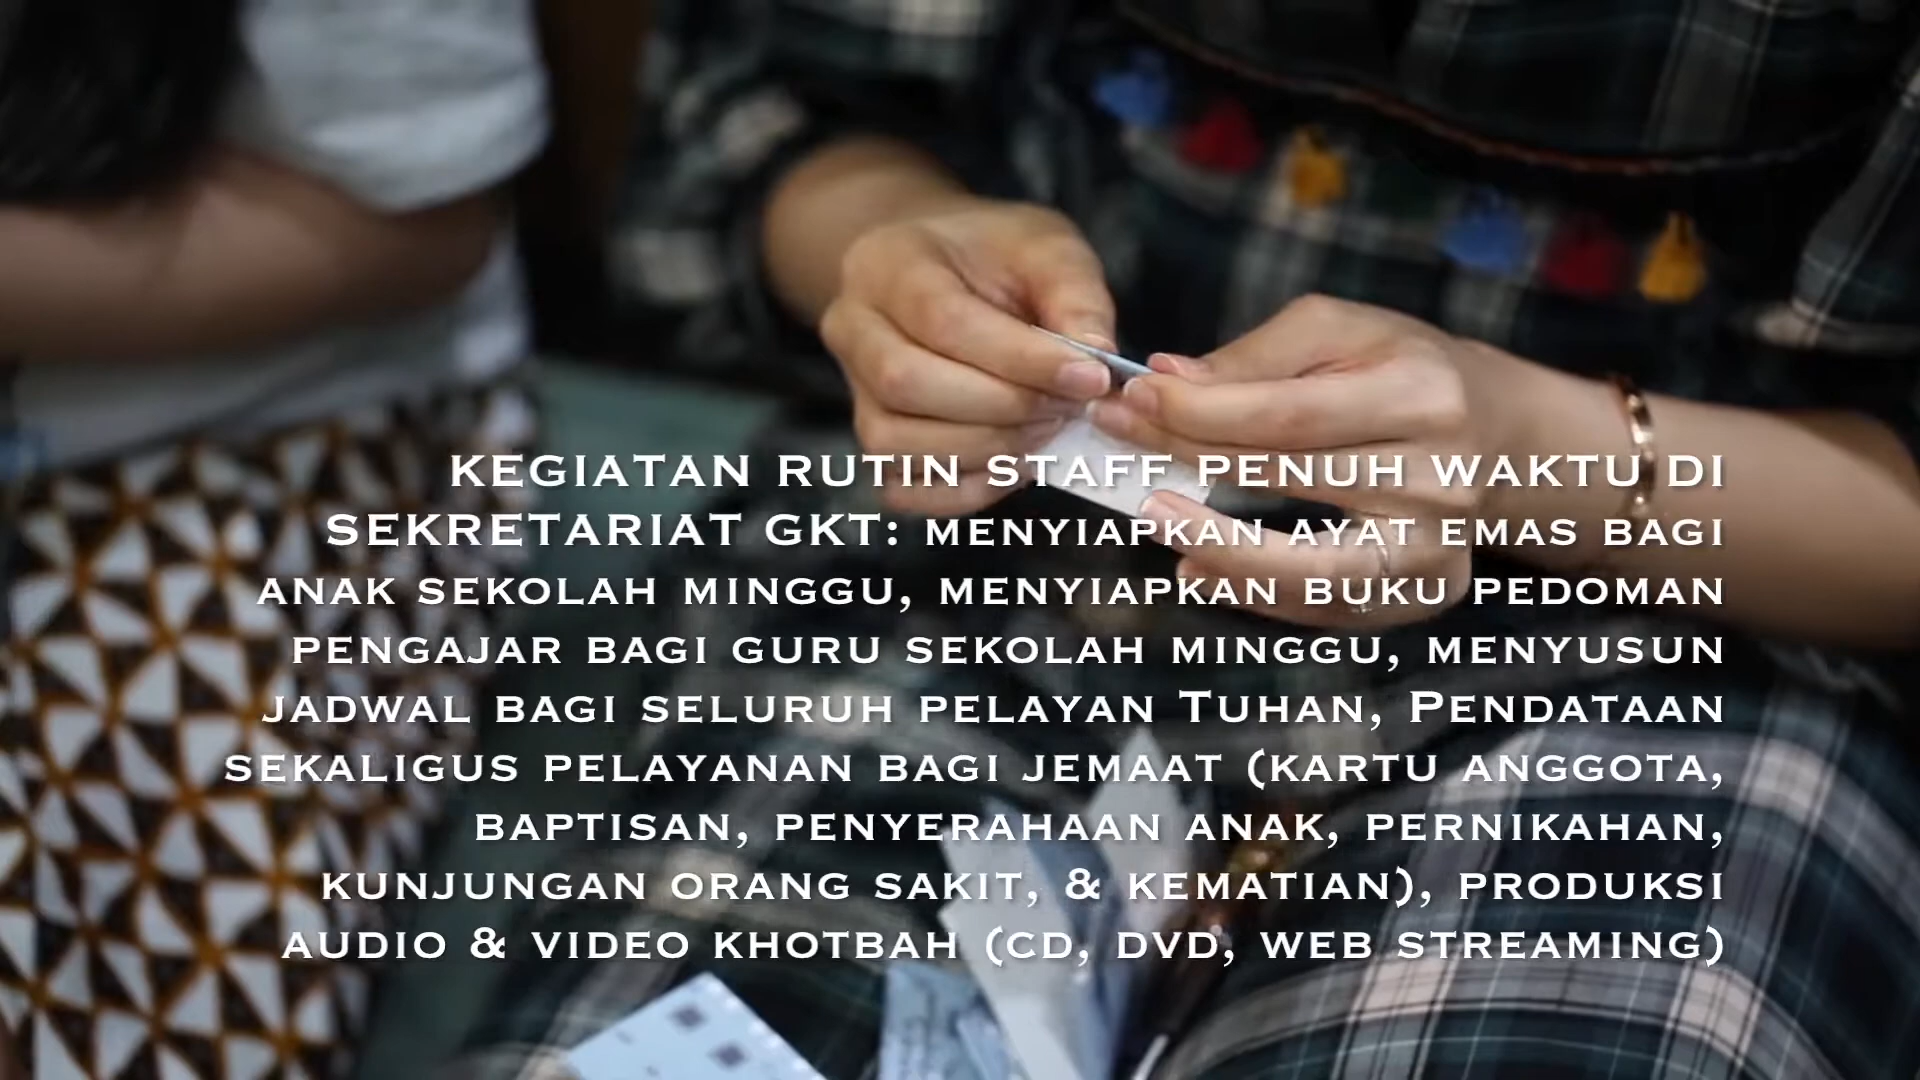 KEGIATAN RUTIN STAFF PENUH WAKTU DI
SEKRETARIAT GKT: MENYIAPKAN AYAT EMAS BAGI
ANAK SEKOLAH MINGGU, MENYIAPKAN BUKU PEDOMAN
PENGAJAR BAGI GURU SEKOLAH MINGGU, MENYUSUN
JADWAL BAGI SELURUH PELAYAN TUHAN, PENDATAAN
SEKALIGUS PELAYANAN BAGI JEMAAT (KARTU ANGGOTA,
BAPTISAN, PENYERAHAAN ANAK, PERNIKAHAN,
KUNJUNGAN ORANG SAKIT, & KEMATIAN), PRODUKSI
AUDIO & VIDEO KHOTBAH (CD, DVD, WEB STREAMING)